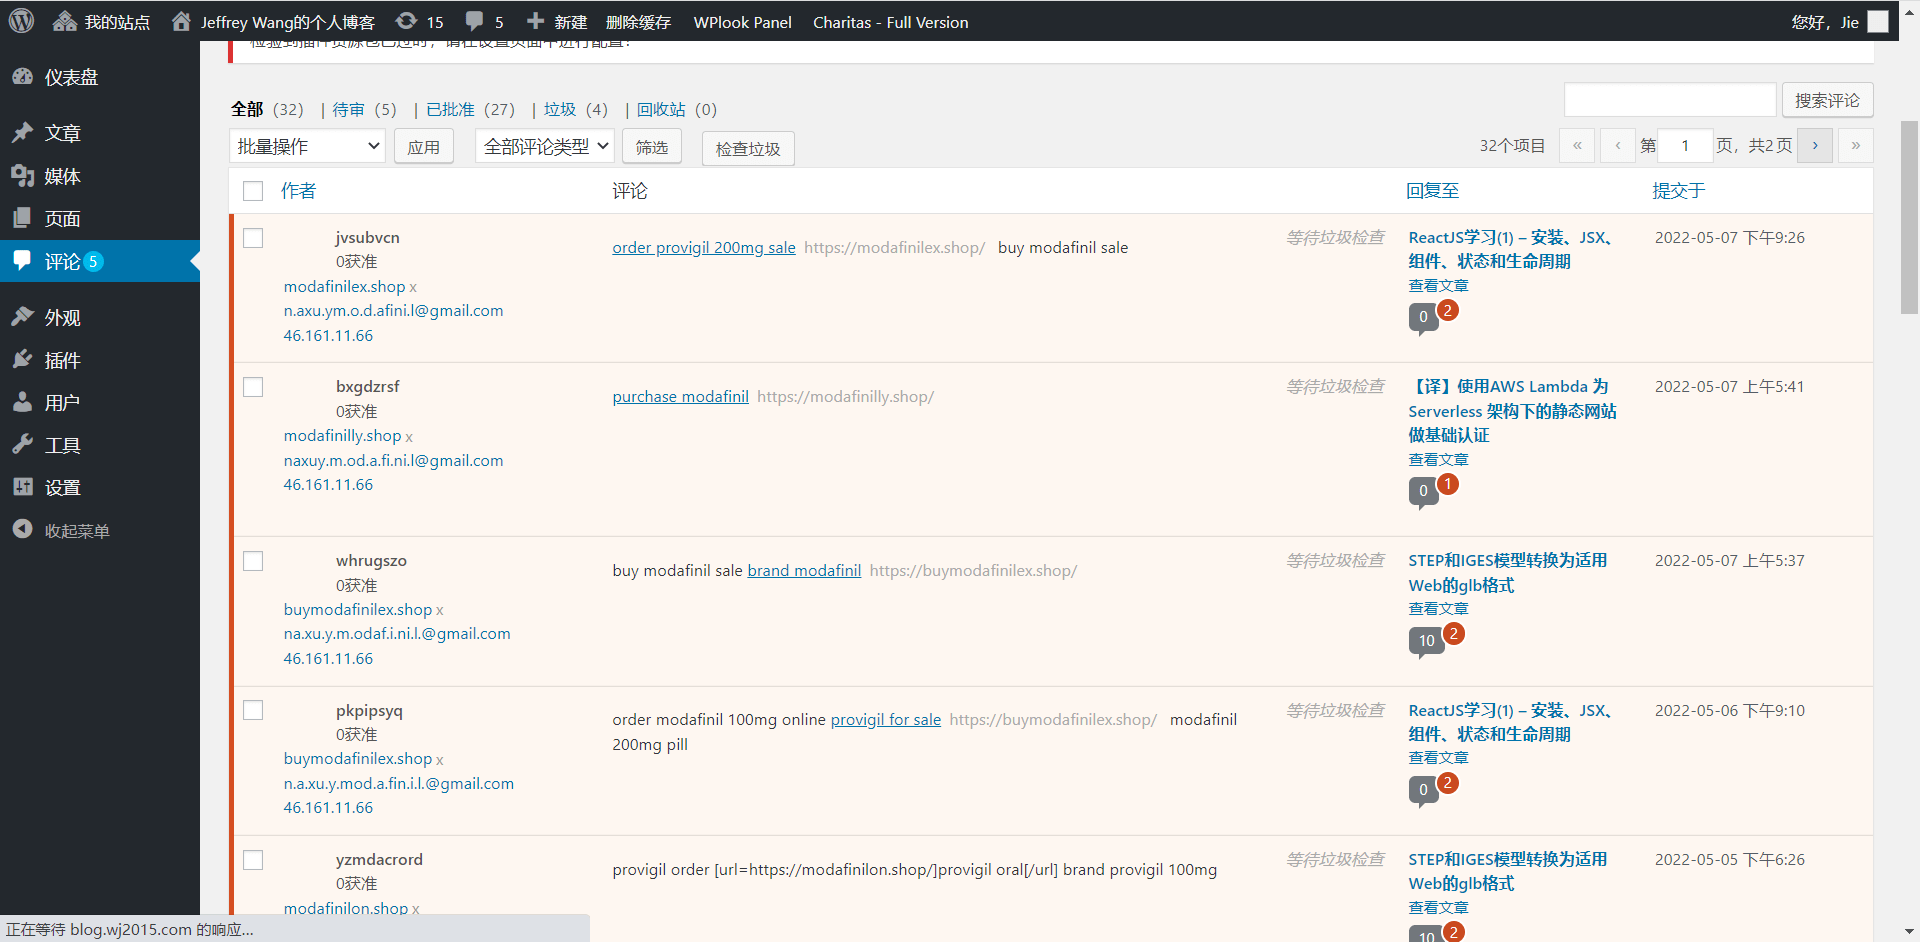 我的站点 Jeffrey Wang的个人博客 15 5 新建 删除缓存 WPlook Panel Charitas - Full Version 您好，Jie
检验到插件资源包已过时，请在设置页面中进行配置！
仪表盘
文章
媒体
页面
评论 5
外观
插件
用户
工具
设置
收起菜单
全部 (32) | 待审 (5) | 已批准 (27) | 垃圾 (4) | 回收站 (0)
搜索评论
批量操作 应用 全部评论类型 筛选 检查垃圾
32个项目 « ‹ 第 1 页，共2页 › »
作者 评论 回复至 提交于
jvsubvcn
0获准
modafinilex.shop x
n.axu.ym.o.d.afini.l@gmail.com
46.161.11.66
order provigil 200mg sale https://modafinilex.shop/ buy modafinil sale
等待垃圾检查
ReactJS学习(1) – 安装、JSX、
组件、状态和生命周期
查看文章
0 2
2022-05-07 下午9:26
bxgdzrsf
0获准
modafinilly.shop x
naxuy.m.od.a.fi.ni.l@gmail.com
46.161.11.66
purchase modafinil https://modafinilly.shop/
等待垃圾检查
【译】使用AWS Lambda 为
Serverless 架构下的静态网站
做基础认证
查看文章
0 1
2022-05-07 上午5:41
whrugszo
0获准
buymodafinilex.shop x
na.xu.y.m.odaf.i.ni.l.@gmail.com
46.161.11.66
buy modafinil sale brand modafinil https://buymodafinilex.shop/
等待垃圾检查
STEP和IGES模型转换为适用
Web的glb格式
查看文章
10 2
2022-05-07 上午5:37
pkpipsyq
0获准
buymodafinilex.shop x
n.a.xu.y.mod.a.fin.i.l.@gmail.com
46.161.11.66
order modafinil 100mg online provigil for sale https://buymodafinilex.shop/ modafinil
200mg pill
等待垃圾检查
ReactJS学习(1) – 安装、JSX、
组件、状态和生命周期
查看文章
0 2
2022-05-06 下午9:10
yzmdacrord
0获准
modafinilon.shop x
provigil order [url=https://modafinilon.shop/]provigil oral[/url] brand provigil 100mg
等待垃圾检查
STEP和IGES模型转换为适用
Web的glb格式
查看文章
10 2
2022-05-05 下午6:26
正在等待 blog.wj2015.com 的响应...